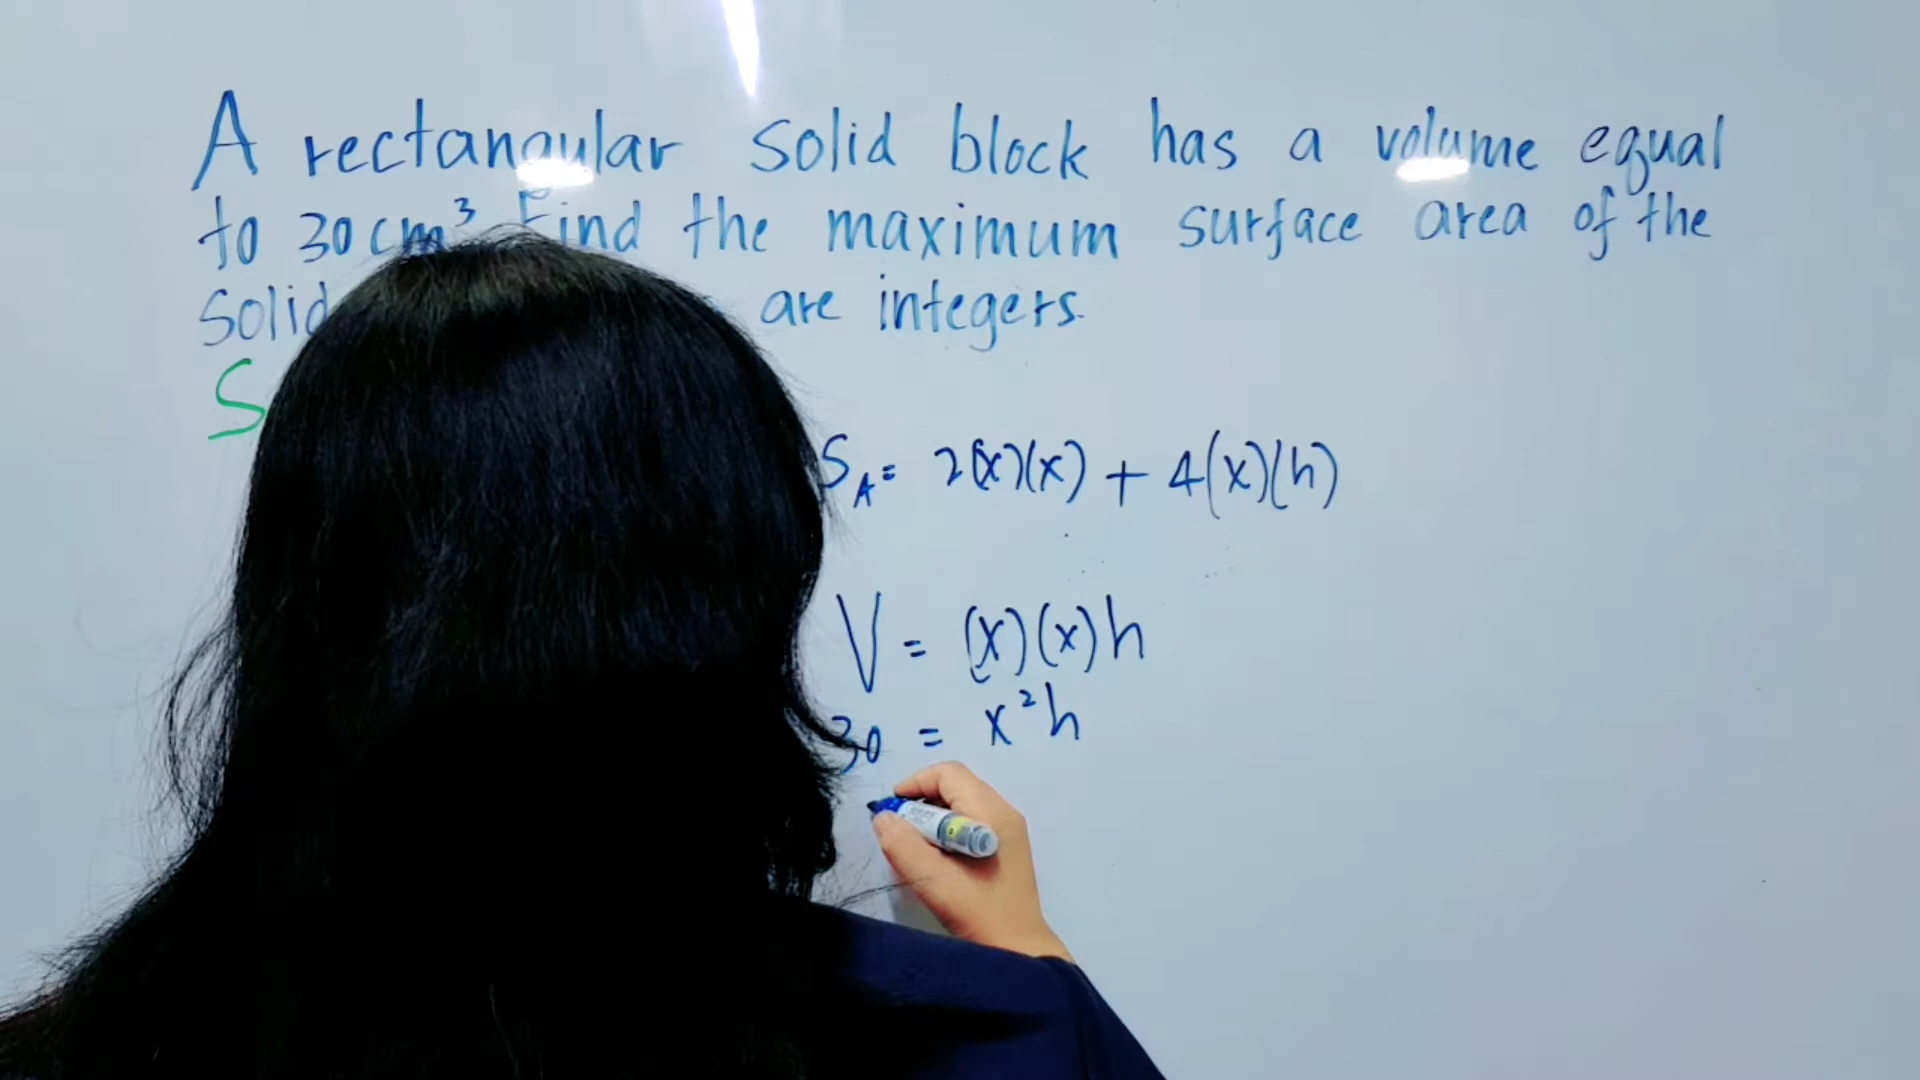 A rectangular solid block has a volume equal
to 30 cm³ Find the maximum surface area of the
Solid are integers.
S
S_A = 2(x)(x) + 4(x)(h)
V = (x)(x)h
30 = x²h